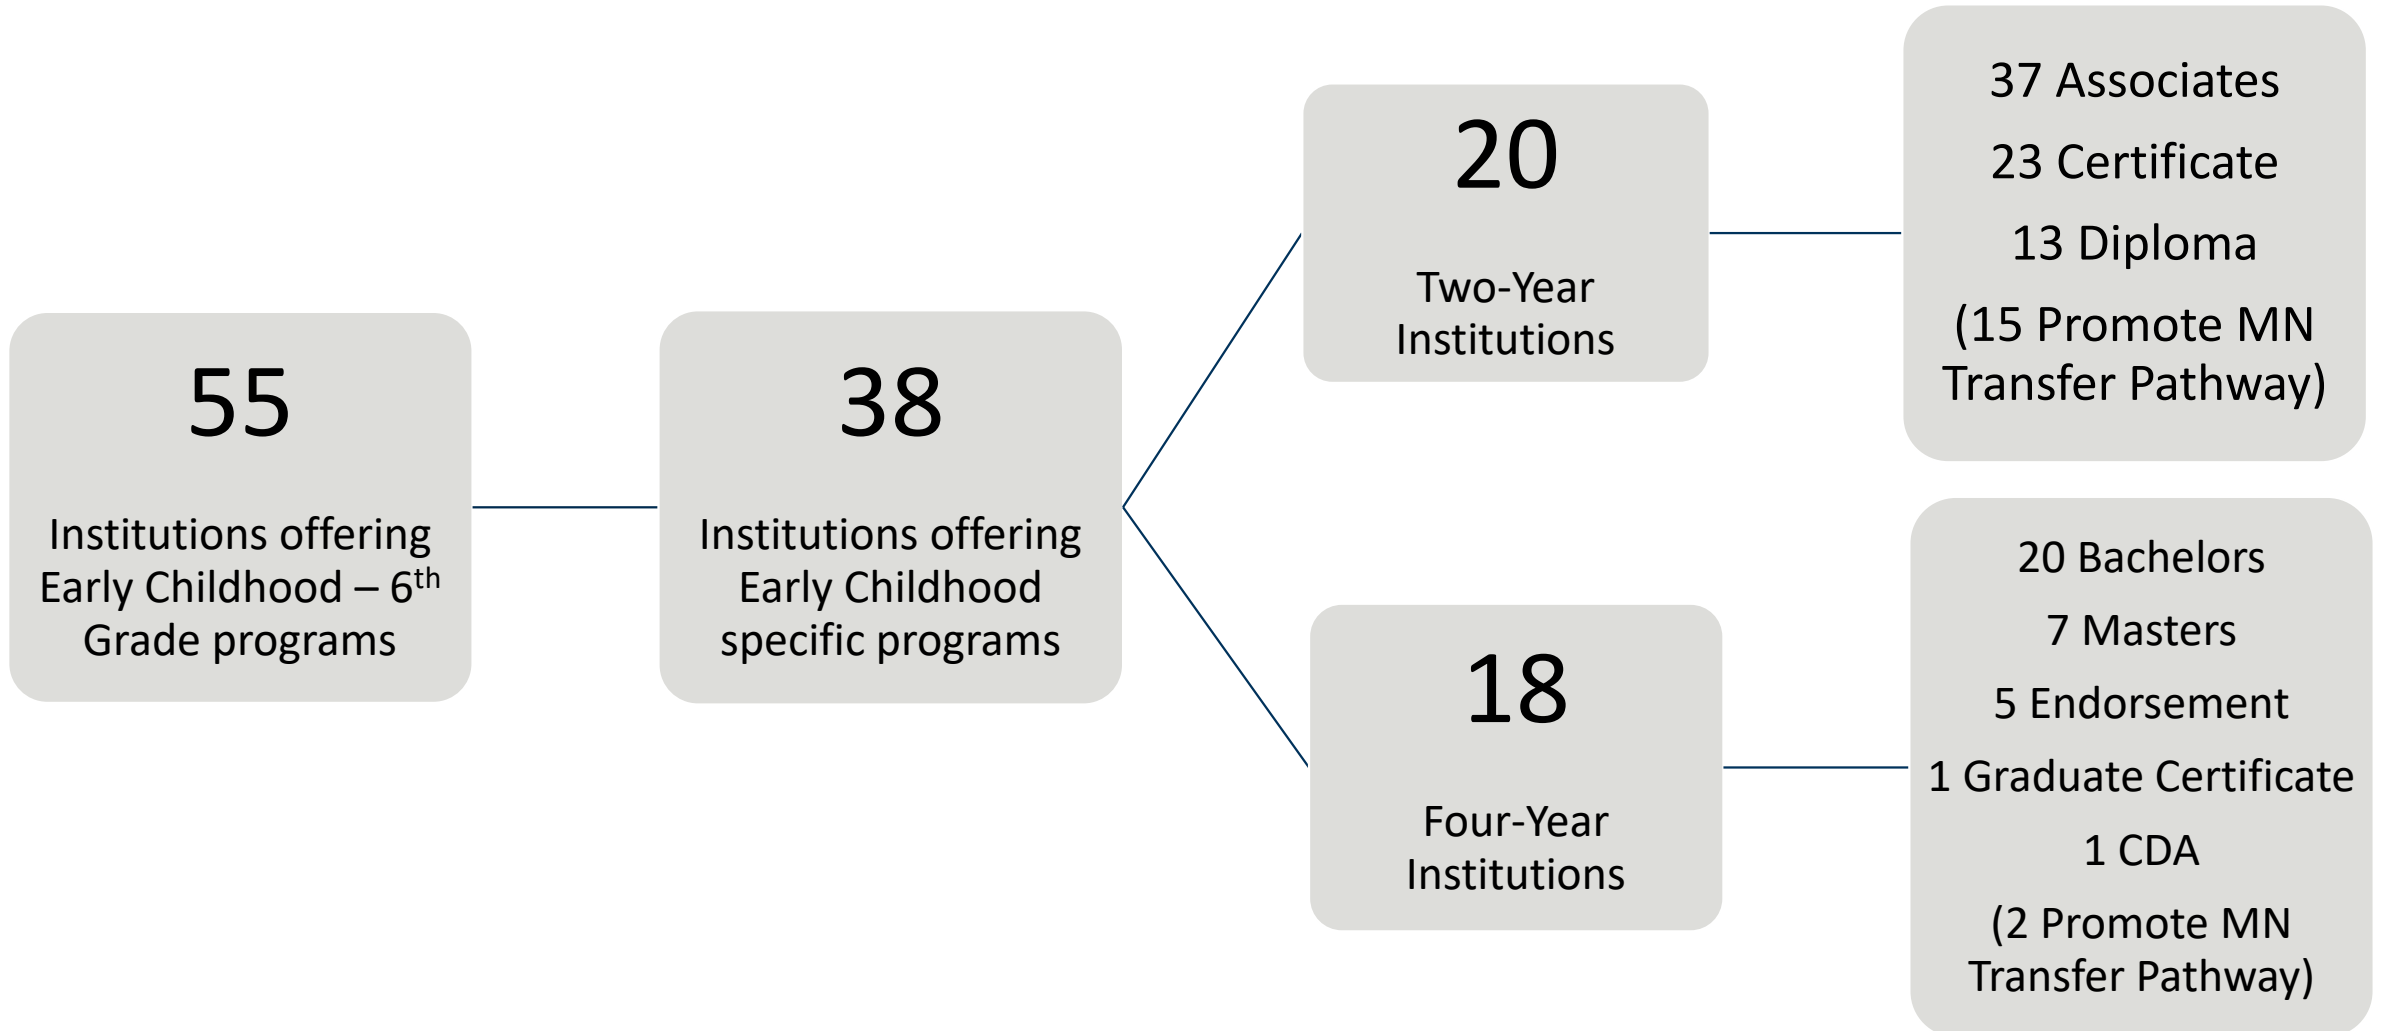 55
Institutions offering
Early Childhood – 6th
Grade programs
38
Institutions offering
Early Childhood
specific programs
20
Two-Year
Institutions
37 Associates
23 Certificate
13 Diploma
(15 Promote MN
Transfer Pathway)
18
Four-Year
Institutions
20 Bachelors
7 Masters
5 Endorsement
1 Graduate Certificate
1 CDA
(2 Promote MN
Transfer Pathway)